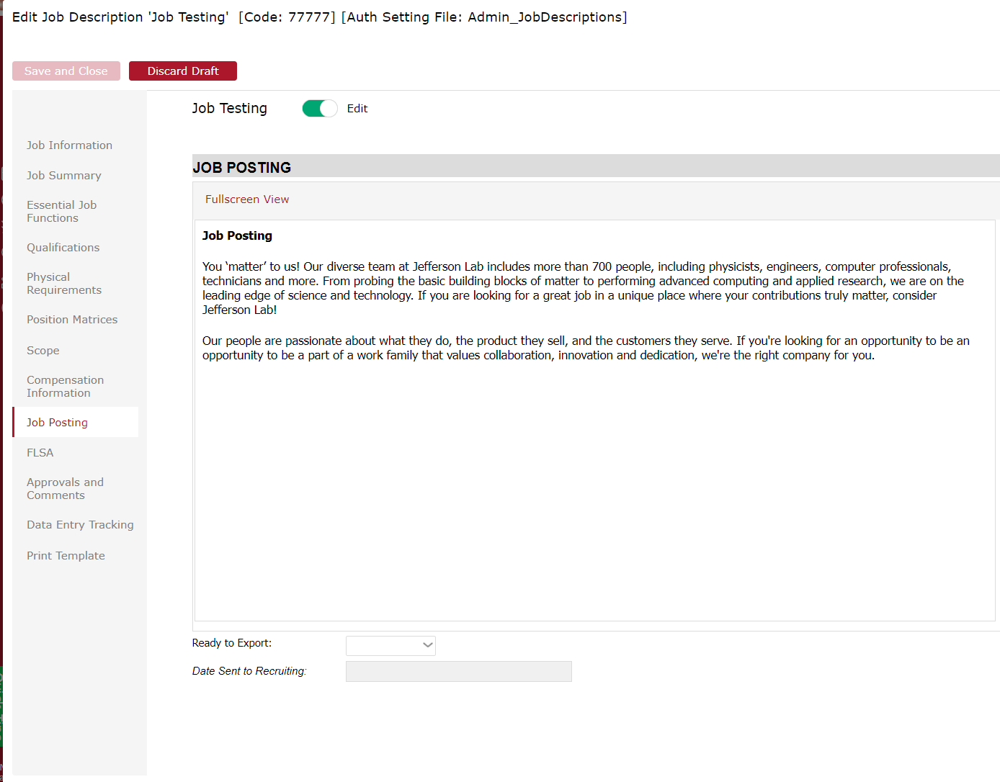 Edit Job Description 'Job Testing'  [Code: 77777] [Auth Setting File: Admin_JobDescriptions]
Save and Close
Discard Draft
Job Testing
Edit
Job Information
Job Summary
Essential Job
Functions
Qualifications
Physical
Requirements
Position Matrices
Scope
Compensation
Information
Job Posting
FLSA
Approvals and
Comments
Data Entry Tracking
Print Template
JOB POSTING
Fullscreen View
Job Posting
You ‘matter’ to us! Our diverse team at Jefferson Lab includes more than 700 people, including physicists, engineers, computer professionals,
technicians and more. From probing the basic building blocks of matter to performing advanced computing and applied research, we are on the
leading edge of science and technology. If you are looking for a great job in a unique place where your contributions truly matter, consider
Jefferson Lab!
Our people are passionate about what they do, the product they sell, and the customers they serve. If you're looking for an opportunity to be an
opportunity to be a part of a work family that values collaboration, innovation and dedication, we're the right company for you.
Ready to Export:
Date Sent to Recruiting: